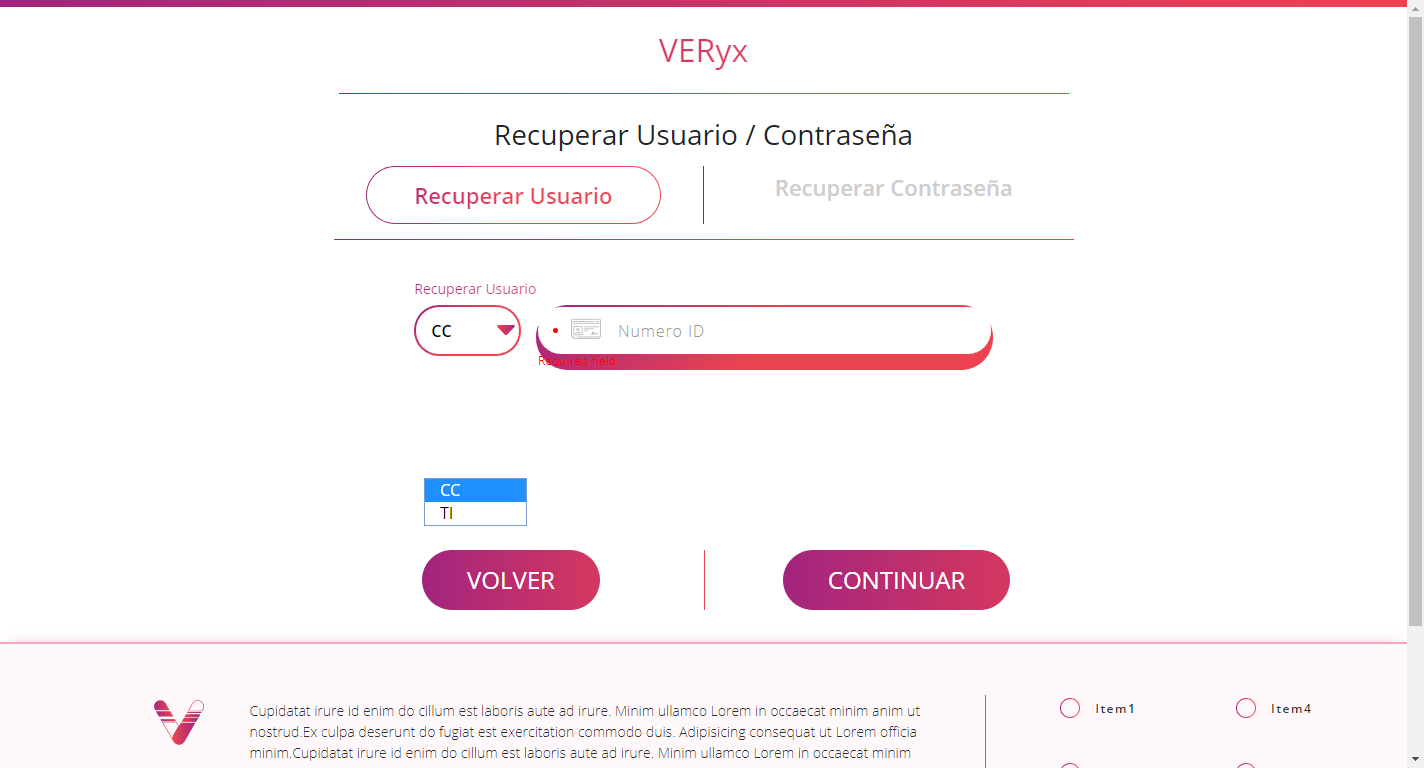 VERyx
Recuperar Usuario / Contraseña
Recuperar Usuario
Recuperar Contraseña
Recuperar Usuario
CC
Numero ID
Required field
CC
TI
VOLVER
CONTINUAR
Cupidatat irure id enim do cillum est laboris aute ad irure. Minim ullamco Lorem in occaecat minim anim ut
nostrud.Ex culpa deserunt do fugiat est exercitation commodo duis. Adipisicing consequat ut Lorem officia
minim.Cupidatat irure id enim do cillum est laboris aute ad irure. Minim ullamco Lorem in occaecat minim
Item1
Item4